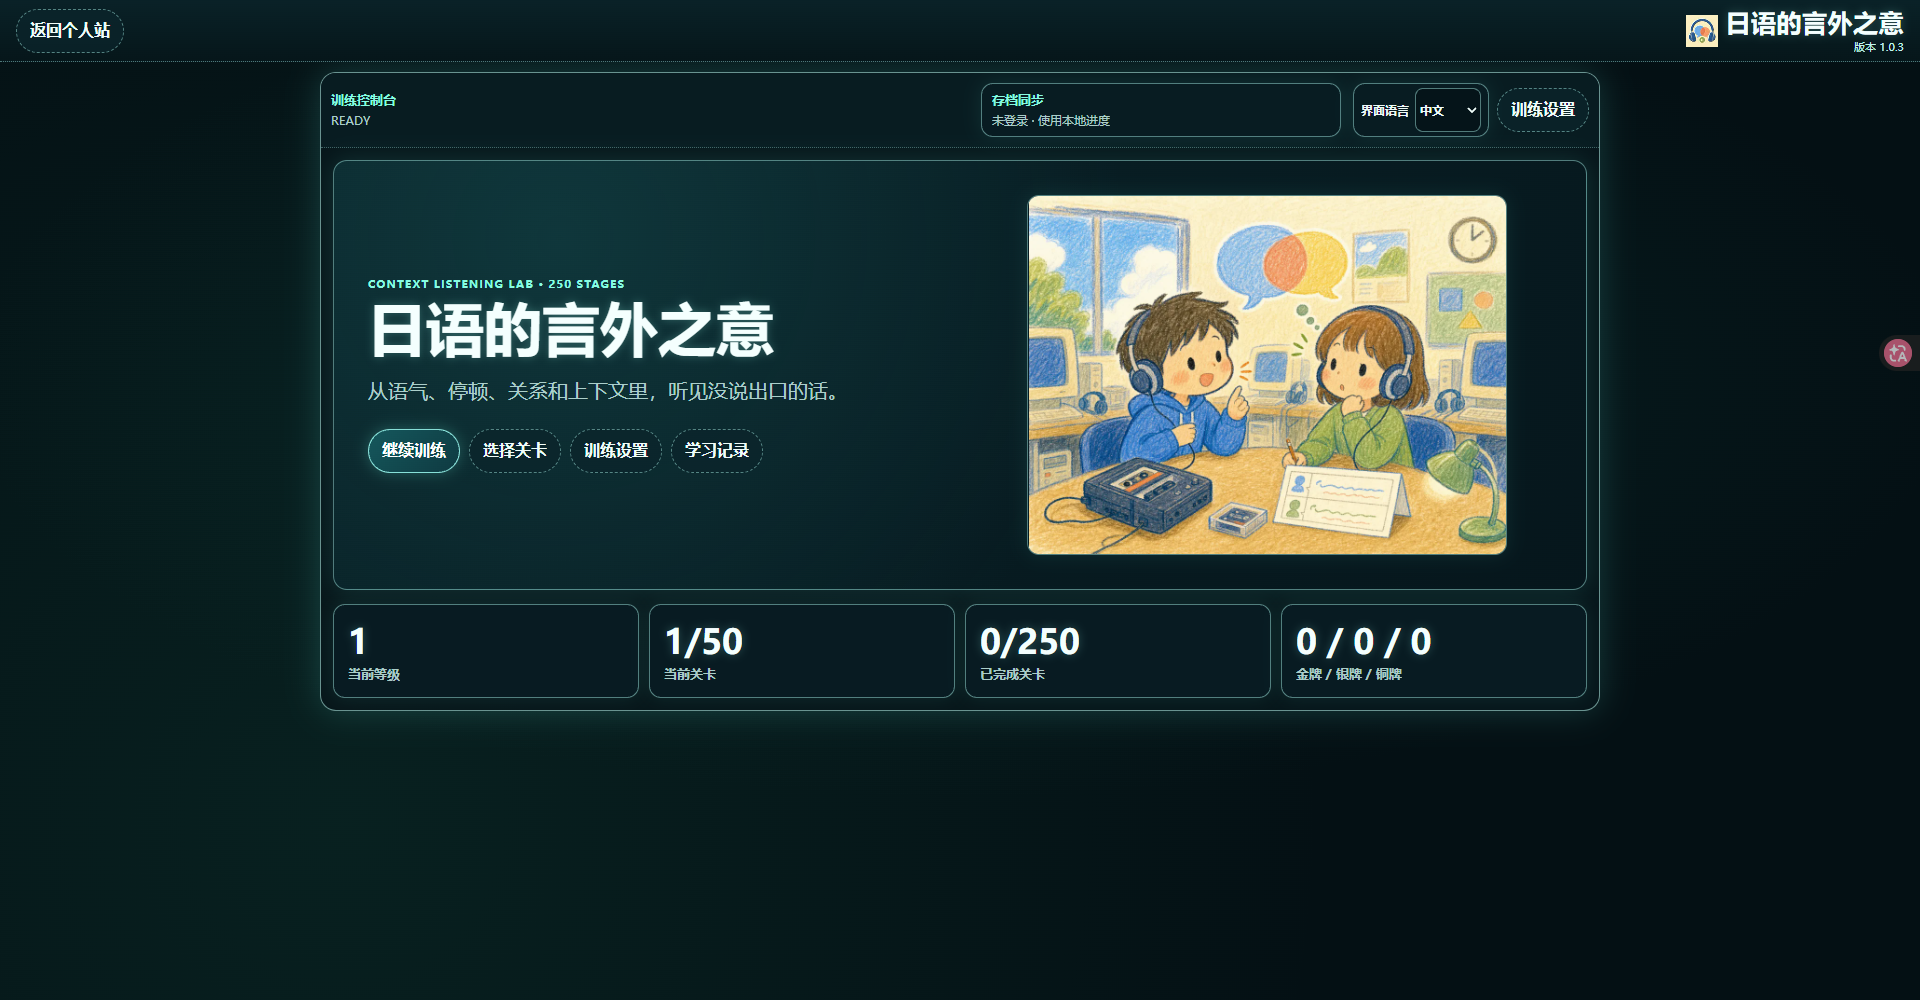 返回个人站
日语的言外之意
版本 1.0.3
训练控制台
READY
存档同步
未登录 · 使用本地进度
界面语言
中文
训练设置
CONTEXT LISTENING LAB • 250 STAGES
日语的言外之意
从语气、停顿、关系和上下文里，听见没说出口的话。
继续训练
选择关卡
训练设置
学习记录
1
当前等级
1/50
当前关卡
0/250
已完成关卡
0 / 0 / 0
金牌 / 银牌 / 铜牌